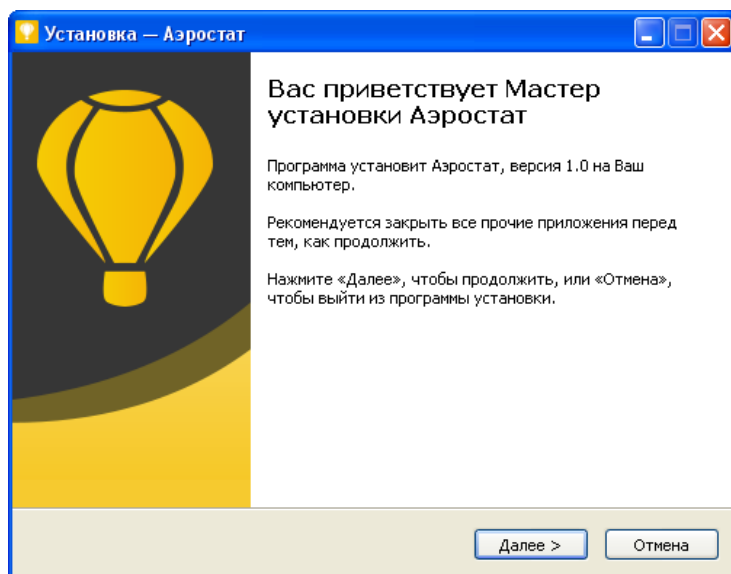 Установка — Аэростат
Вас приветствует Мастер
установки Аэростат
Программа установит Аэростат, версия 1.0 на Ваш
компьютер.
Рекомендуется закрыть все прочие приложения перед
тем, как продолжить.
Нажмите «Далее», чтобы продолжить, или «Отмена»,
чтобы выйти из программы установки.
Далее >
Отмена